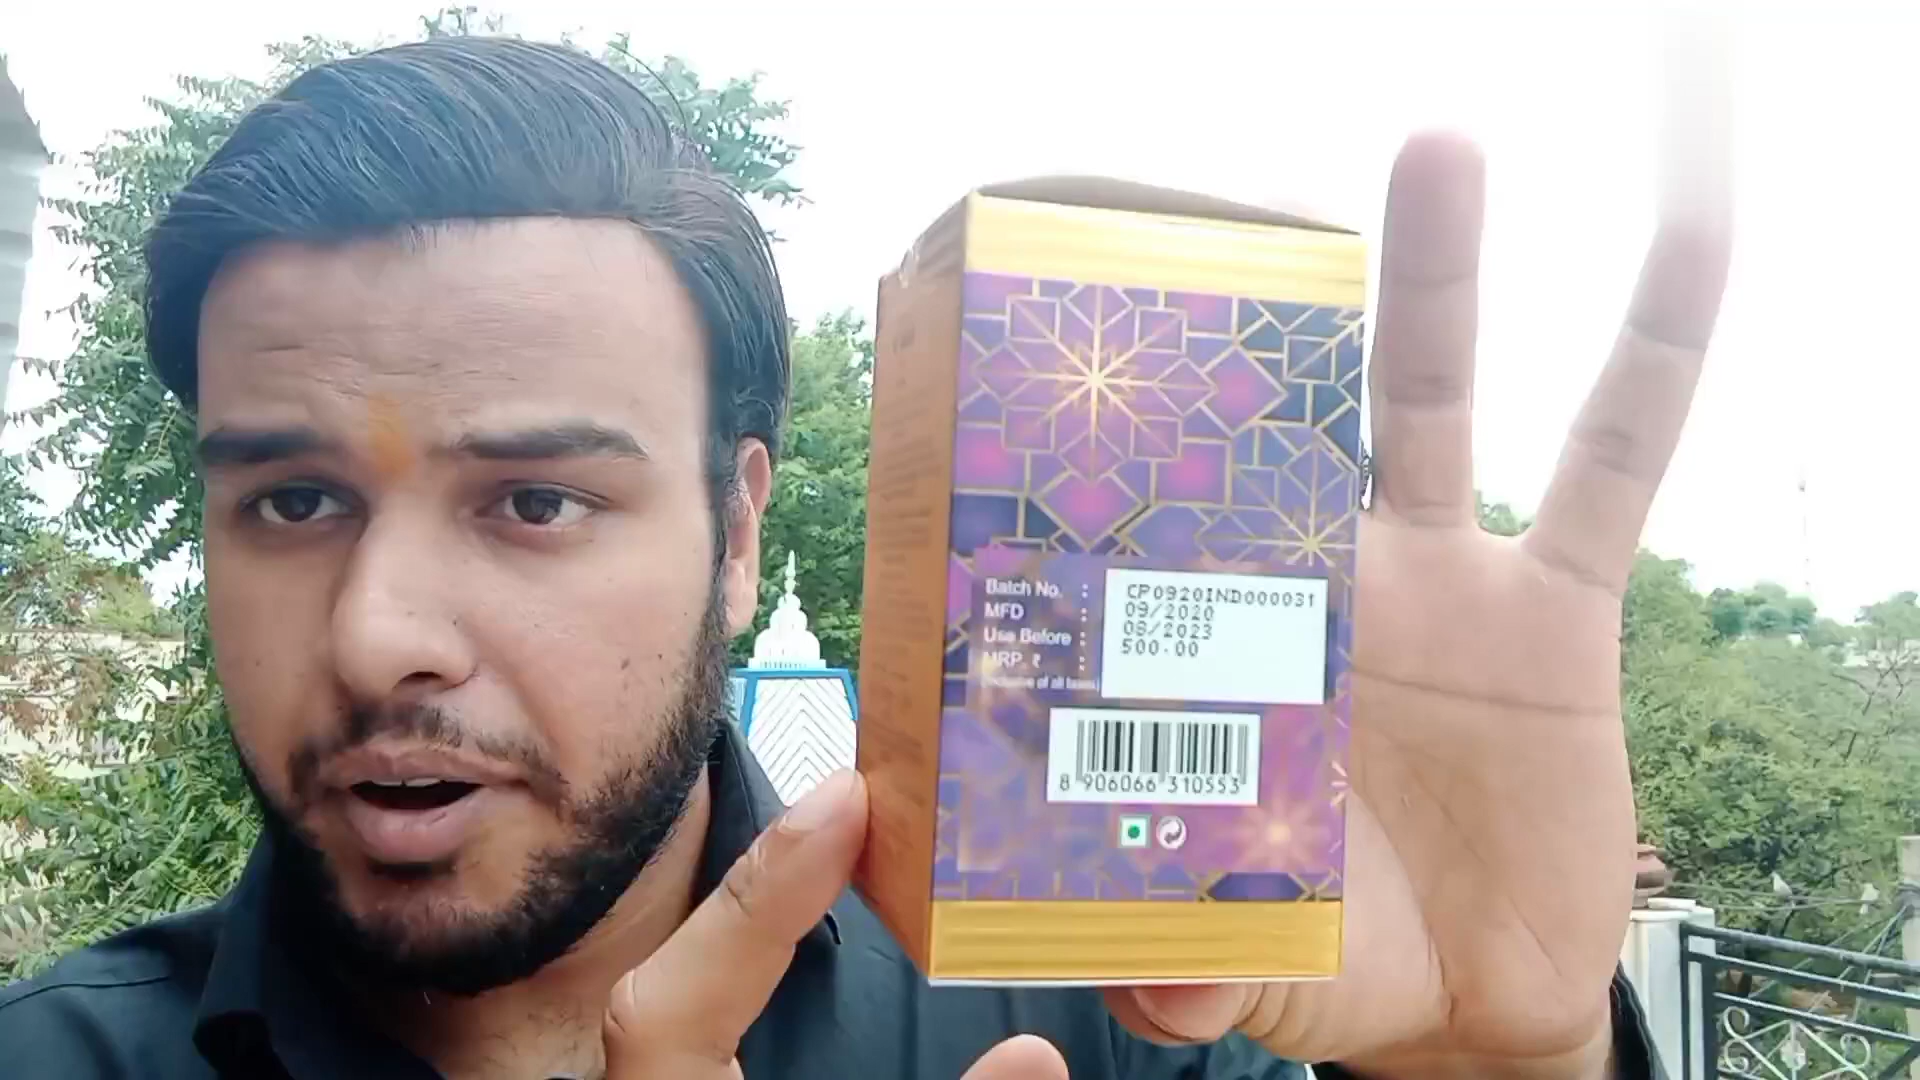 Batch No. : CP0920IND000031
MFD : 09/2020
Use Before : 08/2023
MRP. ₹ : 500.00
(Inclusive of all taxes)
8 906066 310553